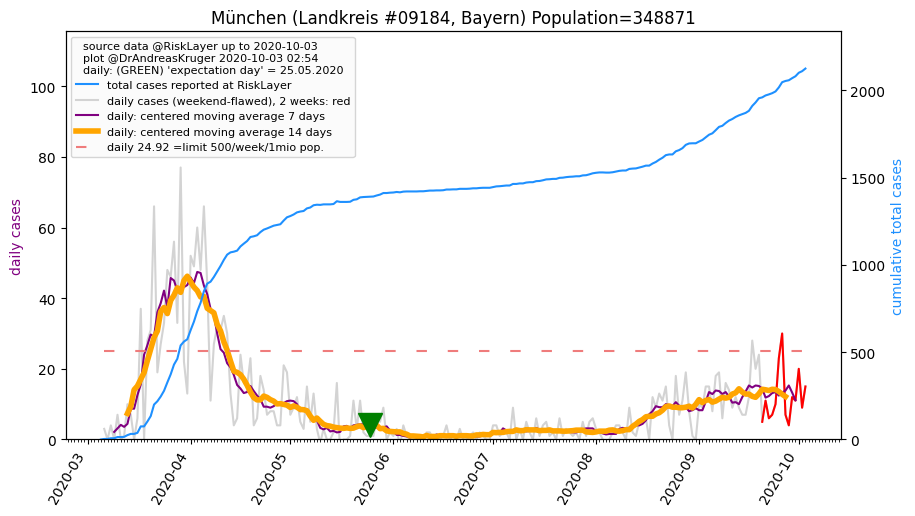 München (Landkreis #09184, Bayern) Population=348871
source data @RiskLayer up to 2020-10-03
plot @DrAndreasKruger 2020-10-03 02:54
daily: (GREEN) 'expectation day' = 25.05.2020
total cases reported at RiskLayer
daily cases (weekend-flawed), 2 weeks: red
daily: centered moving average 7 days
daily: centered moving average 14 days
daily 24.92 =limit 500/week/1mio pop.
daily cases
100
80
60
40
20
0
cumulative total cases
2000
1500
1000
500
0
2020-03
2020-04
2020-05
2020-06
2020-07
2020-08
2020-09
2020-10